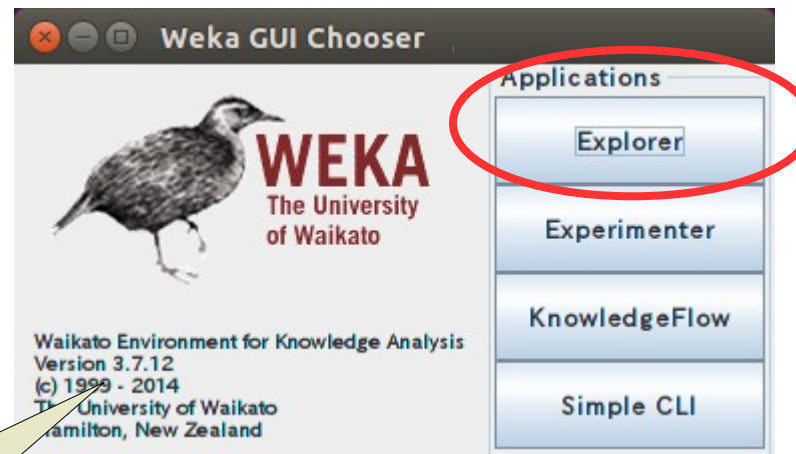 Weka GUI Chooser
WEKA
The University
of Waikato
Waikato Environment for Knowledge Analysis
Version 3.7.12
(c) 1999 - 2014
The University of Waikato
Hamilton, New Zealand
Applications
Explorer
Experimenter
KnowledgeFlow
Simple CLI